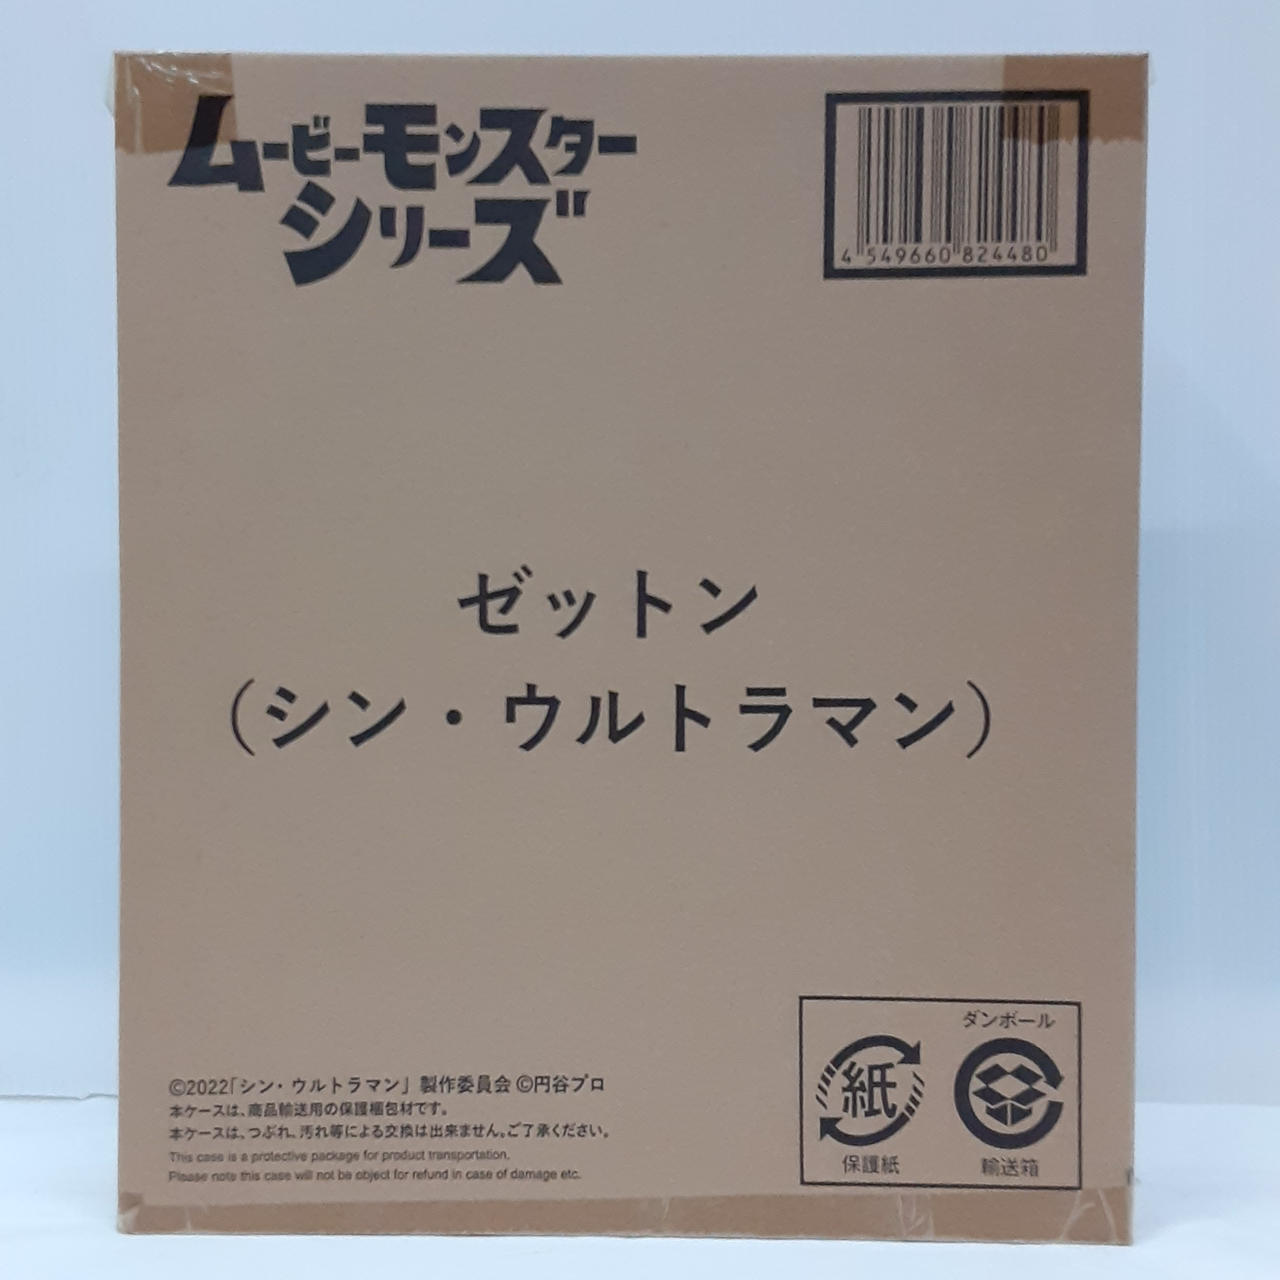 ムービーモンスター
シリーズ
4 549660 824480
ゼットン
（シン・ウルトラマン）
ダンボール
紙
保護紙
輸送箱
©2022「シン・ウルトラマン」製作委員会 ©円谷プロ
本ケースは、商品輸送用の保護梱包材です。
本ケースは、つぶれ、汚れ等による交換は出来ません。ご了承ください。
This case is a protective package for product transportation.
Please note this case will not be object for refund in case of damage etc.